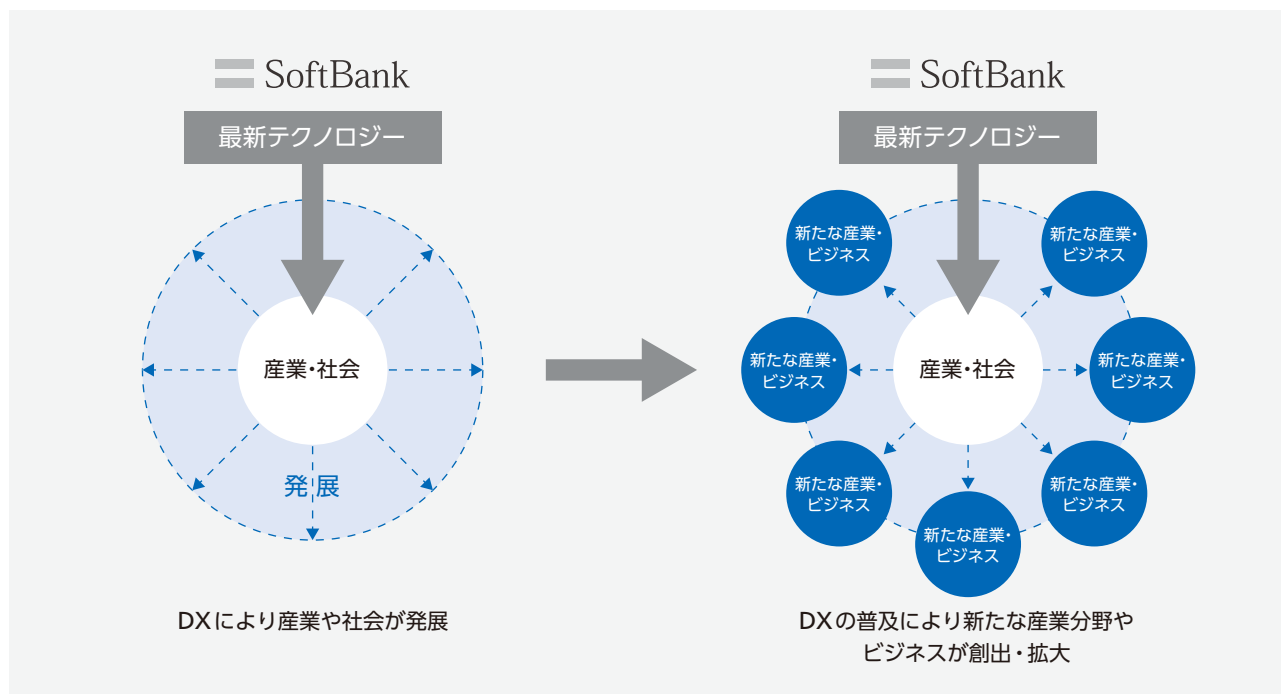 SoftBank
最新テクノロジー
産業・社会
発展
DXにより産業や社会が発展
SoftBank
最新テクノロジー
新たな産業・
ビジネス
新たな産業・
ビジネス
新たな産業・
ビジネス
産業・社会
新たな産業・
ビジネス
新たな産業・
ビジネス
新たな産業・
ビジネス
新たな産業・
ビジネス
DXの普及により新たな産業分野や
ビジネスが創出・拡大